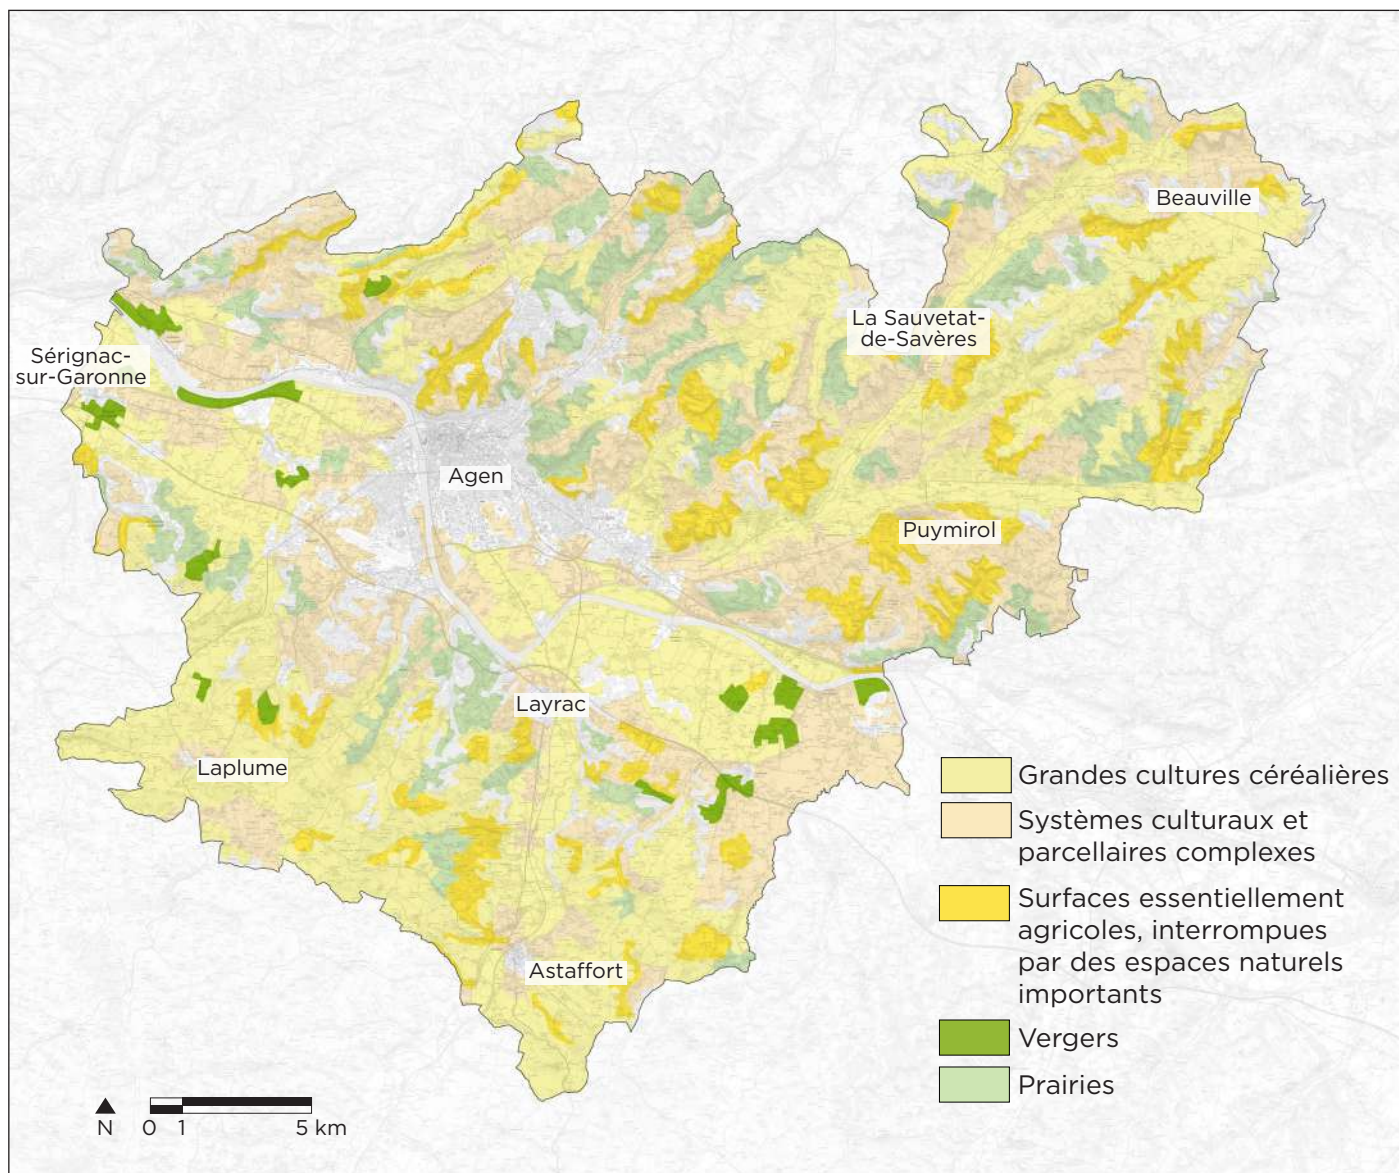 Beauville
La Sauvetat-
de-Savères
Sérignac-
sur-Garonne
Agen
Puymirol
Layrac
Laplume
Astaffort
Grandes cultures céréalières
Systèmes culturaux et
parcellaires complexes
Surfaces essentiellement
agricoles, interrompues
par des espaces naturels
importants
Vergers
Prairies
N 0 1 5 km